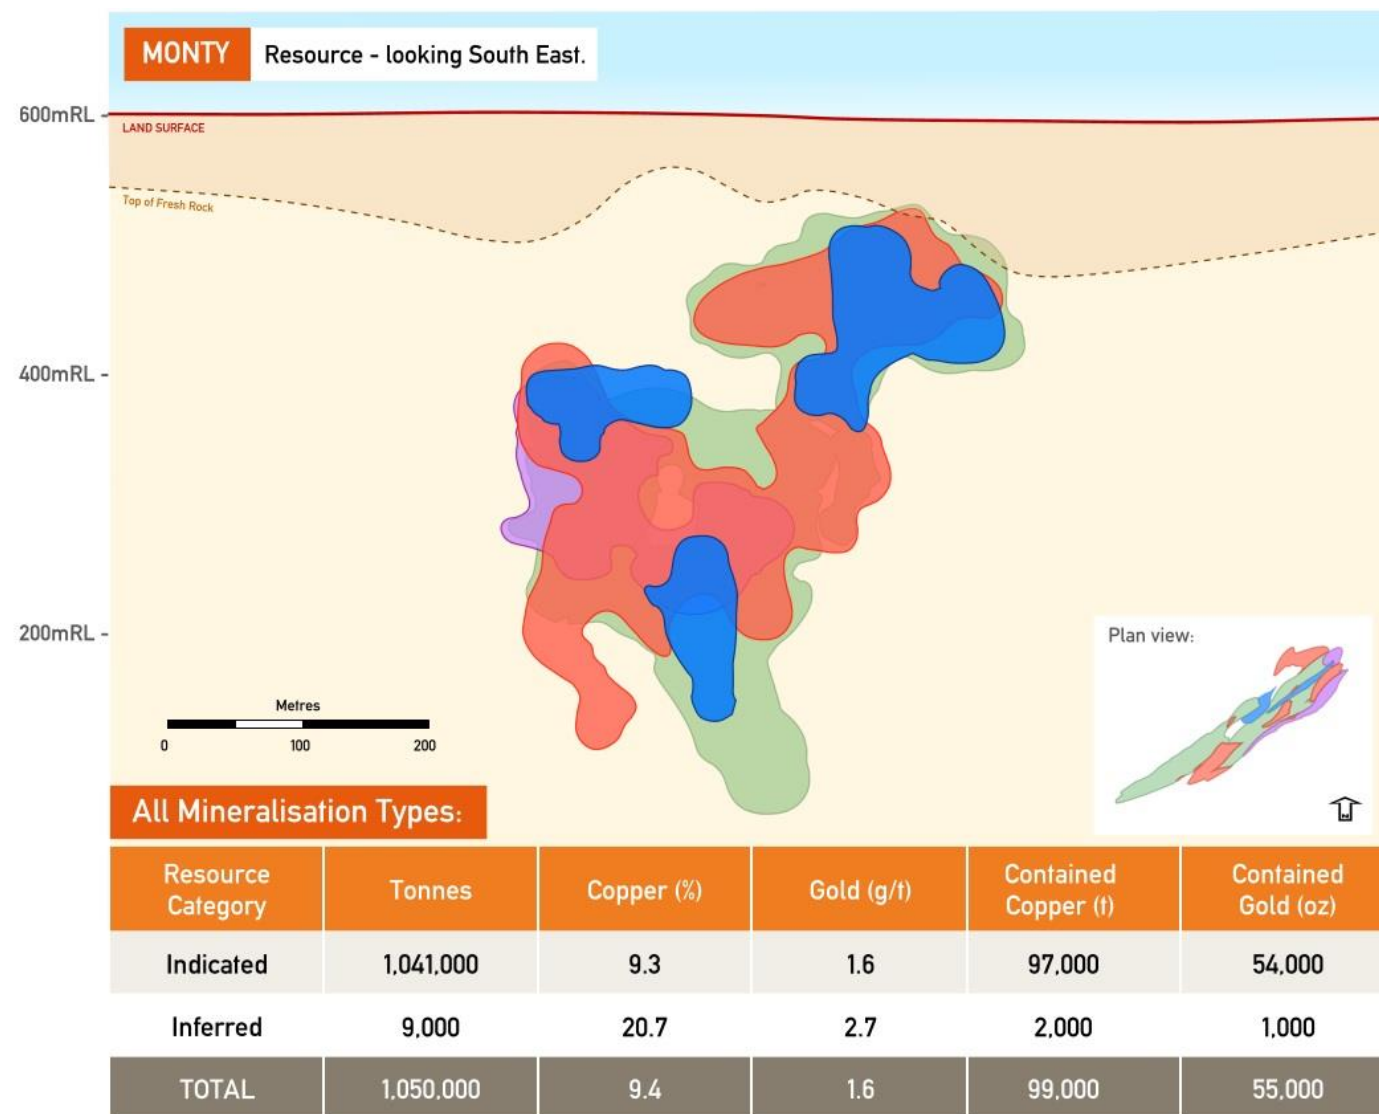 MONTY Resource - looking South East.
600mRL -
LAND SURFACE
Top of Fresh Rock
400mRL -
200mRL -
Plan view:
Metres
0 100 200
N
All Mineralisation Types:
Resource Category Tonnes Copper (%) Gold (g/t) Contained Copper (t) Contained Gold (oz)
Indicated 1,041,000 9.3 1.6 97,000 54,000
Inferred 9,000 20.7 2.7 2,000 1,000
TOTAL 1,050,000 9.4 1.6 99,000 55,000